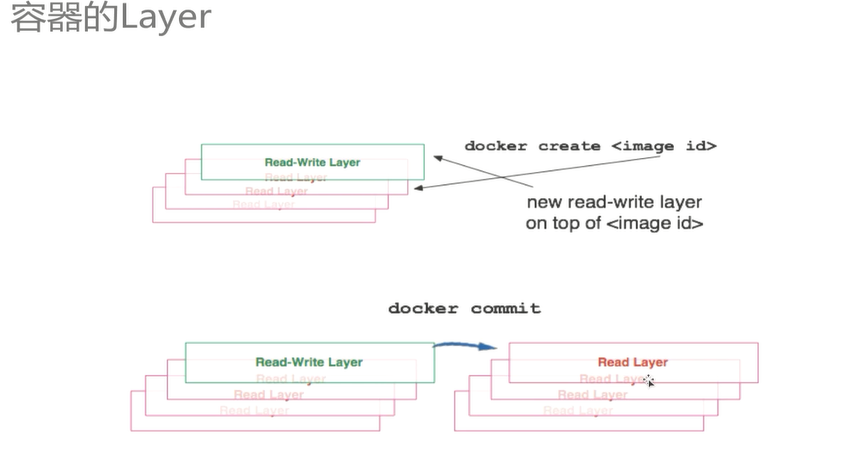 容器的Layer
docker create <image id>
Read-Write Layer
Read Layer
Read Layer
Read Layer
new read-write layer
on top of <image id>
docker commit
Read-Write Layer
Read Layer
Read Layer
Read Layer
Read Layer
Read Layer
Read Layer
Read Layer